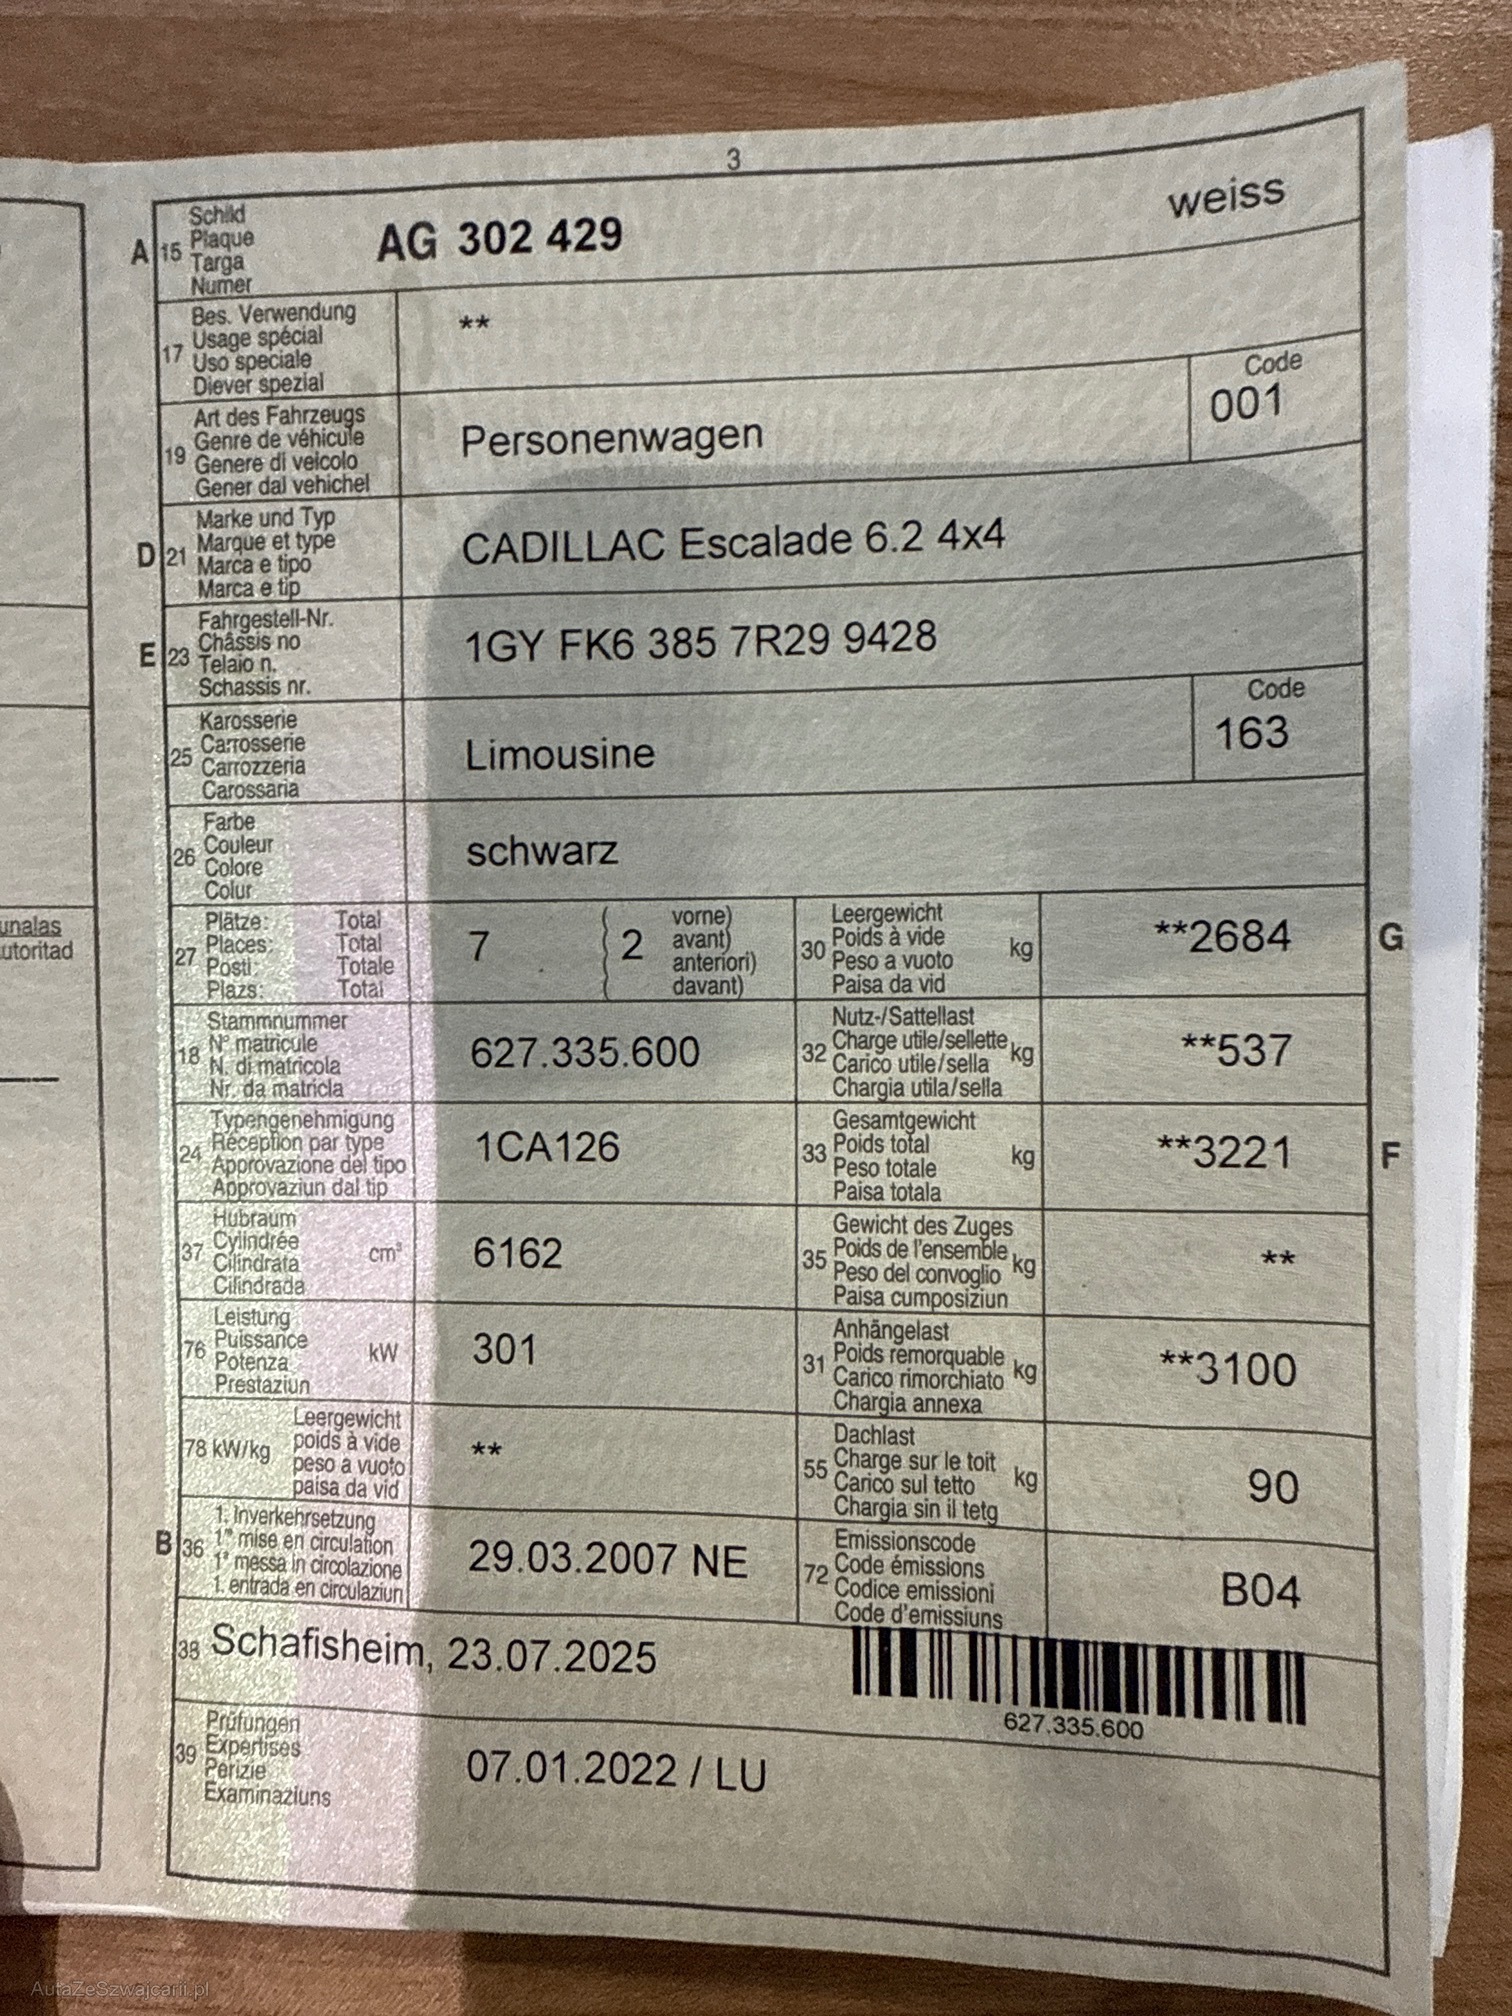 3
A 15 Schild
Plaque
Targa
Numer
AG 302 429
weiss
17 Bes. Verwendung
Usage spécial
Uso speciale
Diever spezial
**
19 Art des Fahrzeugs
Genre de véhicule
Genere di veicolo
Gener dal vehichel
Personenwagen
Code
001
D 21 Marke und Typ
Marque et type
Marca e tipo
Marca e tip
CADILLAC Escalade 6.2 4x4
E 23 Fahrgestell-Nr.
Châssis no
Telaio n.
Schassis nr.
1GY FK6 385 7R29 9428
25 Karosserie
Carrosserie
Carrozzeria
Carossaria
Limousine
Code
163
26 Farbe
Couleur
Colore
Colur
schwarz
27 Plätze: Total
Places: Total
Posti: Totale
Plazs: Total
7 ( 2 vorne)
( avant)
( anteriori)
( davant)
30 Leergewicht
Poids à vide kg
Peso a vuoto
Paisa da vid
**2684
G
unalas
utoritad
18 Stammnummer
N° matricule
N. di matricola
Nr. da matricla
627.335.600
32 Nutz-/Sattellast
Charge utile/sellette kg
Carico utile/sella
Chargia utila/sella
**537
24 Typengenehmigung
Réception par type
Approvazione del tipo
Approvaziun dal tip
1CA126
33 Gesamtgewicht
Poids total kg
Peso totale
Paisa totala
**3221
F
37 Hubraum
Cylindrée cm³
Cilindrata
Cilindrada
6162
35 Gewicht des Zuges
Poids de l'ensemble kg
Peso del convoglio
Paisa cumposiziun
**
76 Leistung
Puissance kW
Potenza
Prestaziun
301
31 Anhängelast
Poids remorquable kg
Carico rimorchiato
Chargia annexa
**3100
78 kW/kg Leergewicht
poids à vide
peso a vuoto
paisa da vid
**
55 Dachlast
Charge sur le toit kg
Carico sul tetto
Chargia sin il tetg
90
B 36 1. Inverkehrsetzung
1re mise en circulation
1a messa in circolazione
1. entrada en circulaziun
29.03.2007 NE
72 Emissionscode
Code émissions
Codice emissioni
Code d'emissiuns
B04
38 Schafisheim, 23.07.2025
627.335.600
39 Prüfungen
Expertises
Perizie
Examinaziuns
07.01.2022 / LU
AutaZeSzwajcarii.pl